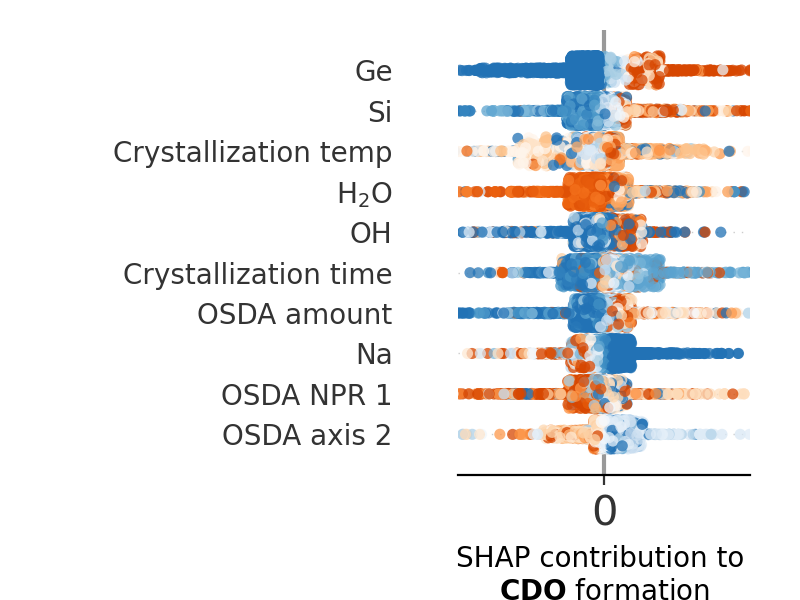 Ge
Si
Crystallization temp
H₂O
OH
Crystallization time
OSDA amount
Na
OSDA NPR 1
OSDA axis 2
0
SHAP contribution to
CDO formation